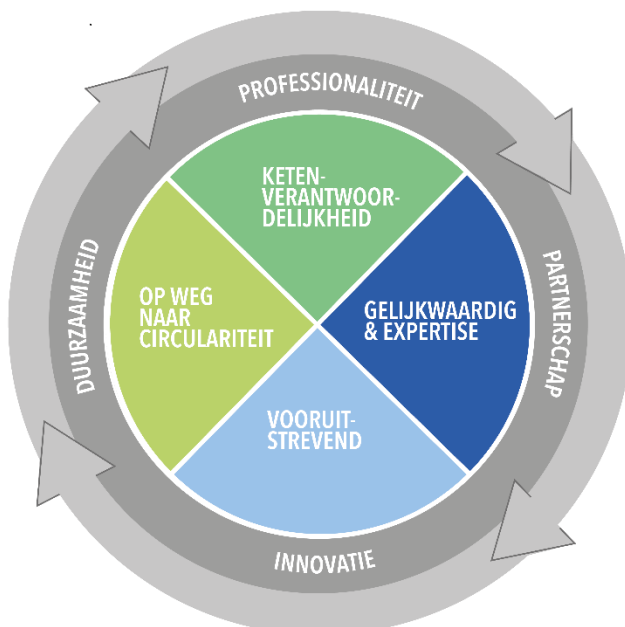 PROFESSIONALITEIT
KETEN-
VERANTWOOR-
DELIJKHEID
DUURZAAMHEID
OP WEG
NAAR
CIRCULARITEIT
GELIJKWAARDIG
& EXPERTISE
PARTNERSCHAP
VOORUIT-
STREVEND
INNOVATIE